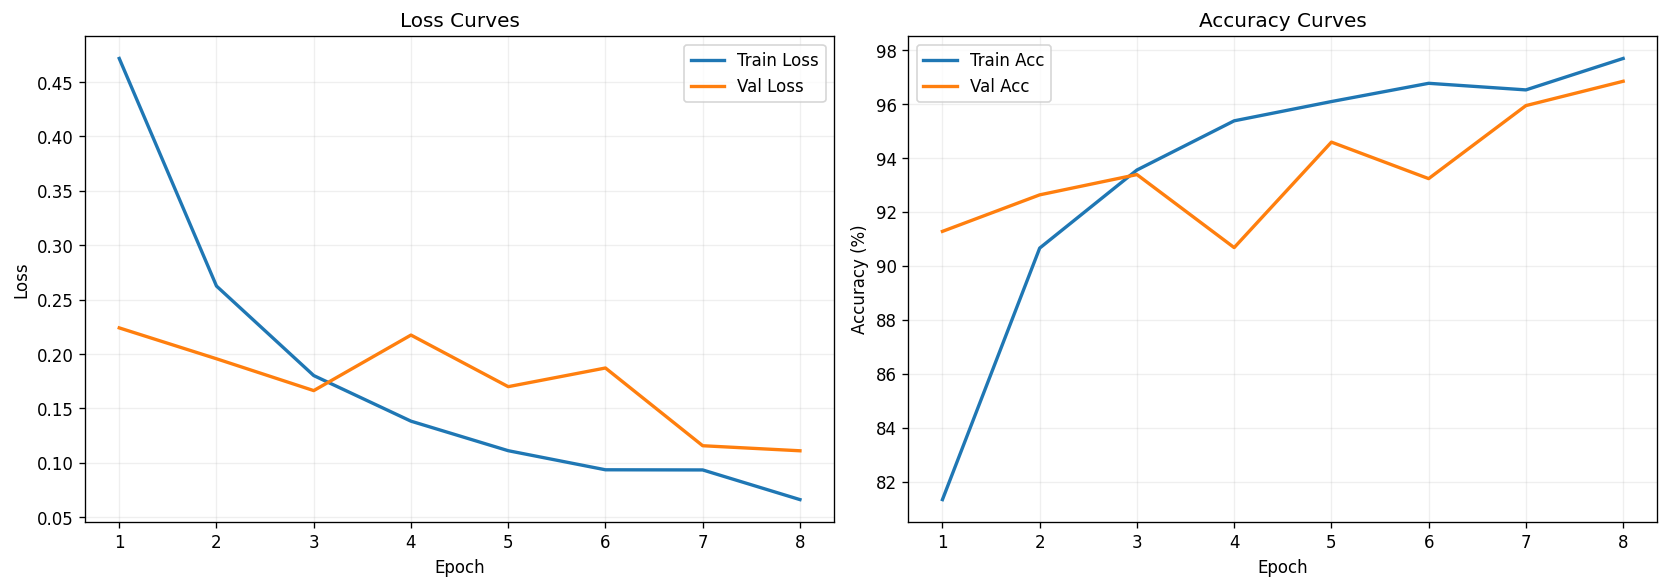 Loss Curves
Train Loss
Val Loss
0.45
0.40
0.35
0.30
0.25
0.20
0.15
0.10
0.05
Loss
1 2 3 4 5 6 7 8
Epoch
Accuracy Curves
Train Acc
Val Acc
98
96
94
92
90
88
86
84
82
Accuracy (%)
1 2 3 4 5 6 7 8
Epoch